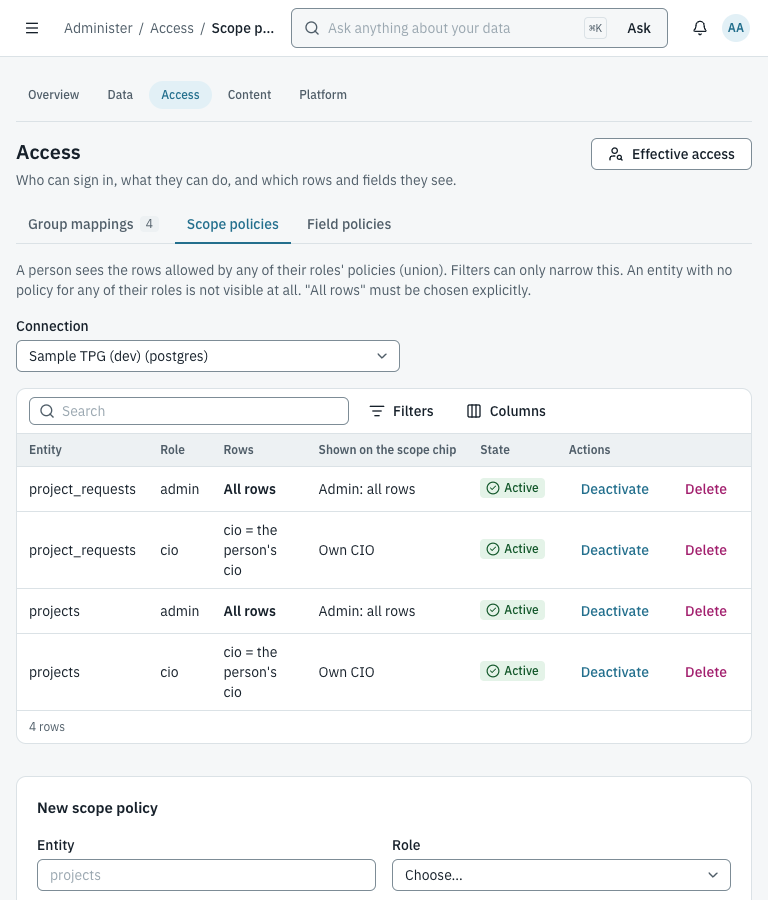 Administer / Access / Scope p...
Ask anything about your data
⌘K
Ask
AA
Overview
Data
Access
Content
Platform
Access
Effective access
Who can sign in, what they can do, and which rows and fields they see.
Group mappings 4
Scope policies
Field policies
A person sees the rows allowed by any of their roles' policies (union). Filters can only narrow this. An entity with no
policy for any of their roles is not visible at all. "All rows" must be chosen explicitly.
Connection
Sample TPG (dev) (postgres)
Search
Filters
Columns
Entity Role Rows Shown on the scope chip State Actions
project_requests admin All rows Admin: all rows Active Deactivate Delete
project_requests cio cio = the
person's
cio
Own CIO Active Deactivate Delete
projects admin All rows Admin: all rows Active Deactivate Delete
projects cio cio = the
person's
cio
Own CIO Active Deactivate Delete
4 rows
New scope policy
Entity
Role
projects
Choose...